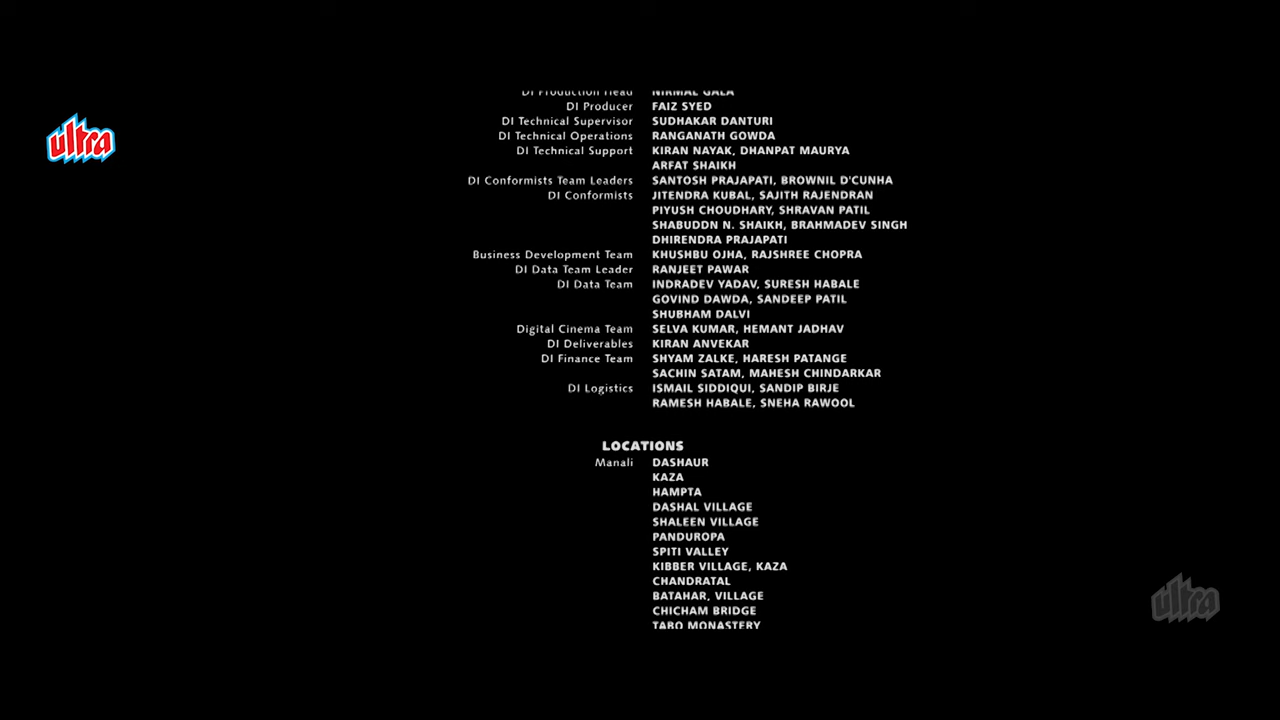 DI Production Head NIRMAL GALA
DI Producer FAIZ SYED
ultra
DI Technical Supervisor SUDHAKAR DANTURI
DI Technical Operations RANGANATH GOWDA
DI Technical Support KIRAN NAYAK, DHANPAT MAURYA
ARFAT SHAIKH
DI Conformists Team Leaders SANTOSH PRAJAPATI, BROWNIL D'CUNHA
DI Conformists JITENDRA KUBAL, SAJITH RAJENDRAN
PIYUSH CHOUDHARY, SHRAVAN PATIL
SHABUDDN N. SHAIKH, BRAHMADEV SINGH
DHIRENDRA PRAJAPATI
Business Development Team KHUSHBU OJHA, RAJSHREE CHOPRA
DI Data Team Leader RANJEET PAWAR
DI Data Team INDRADEV YADAV, SURESH HABALE
GOVIND DAWDA, SANDEEP PATIL
SHUBHAM DALVI
Digital Cinema Team SELVA KUMAR, HEMANT JADHAV
DI Deliverables KIRAN ANVEKAR
DI Finance Team SHYAM ZALKE, HARESH PATANGE
SACHIN SATAM, MAHESH CHINDARKAR
DI Logistics ISMAIL SIDDIQUI, SANDIP BIRJE
RAMESH HABALE, SNEHA RAWOOL
LOCATIONS
Manali DASHAUR
KAZA
HAMPTA
DASHAL VILLAGE
SHALEEN VILLAGE
PANDUROPA
SPITI VALLEY
KIBBER VILLAGE, KAZA
CHANDRATAL
BATAHAR, VILLAGE
CHICHAM BRIDGE
TABO MONASTERY
ultra